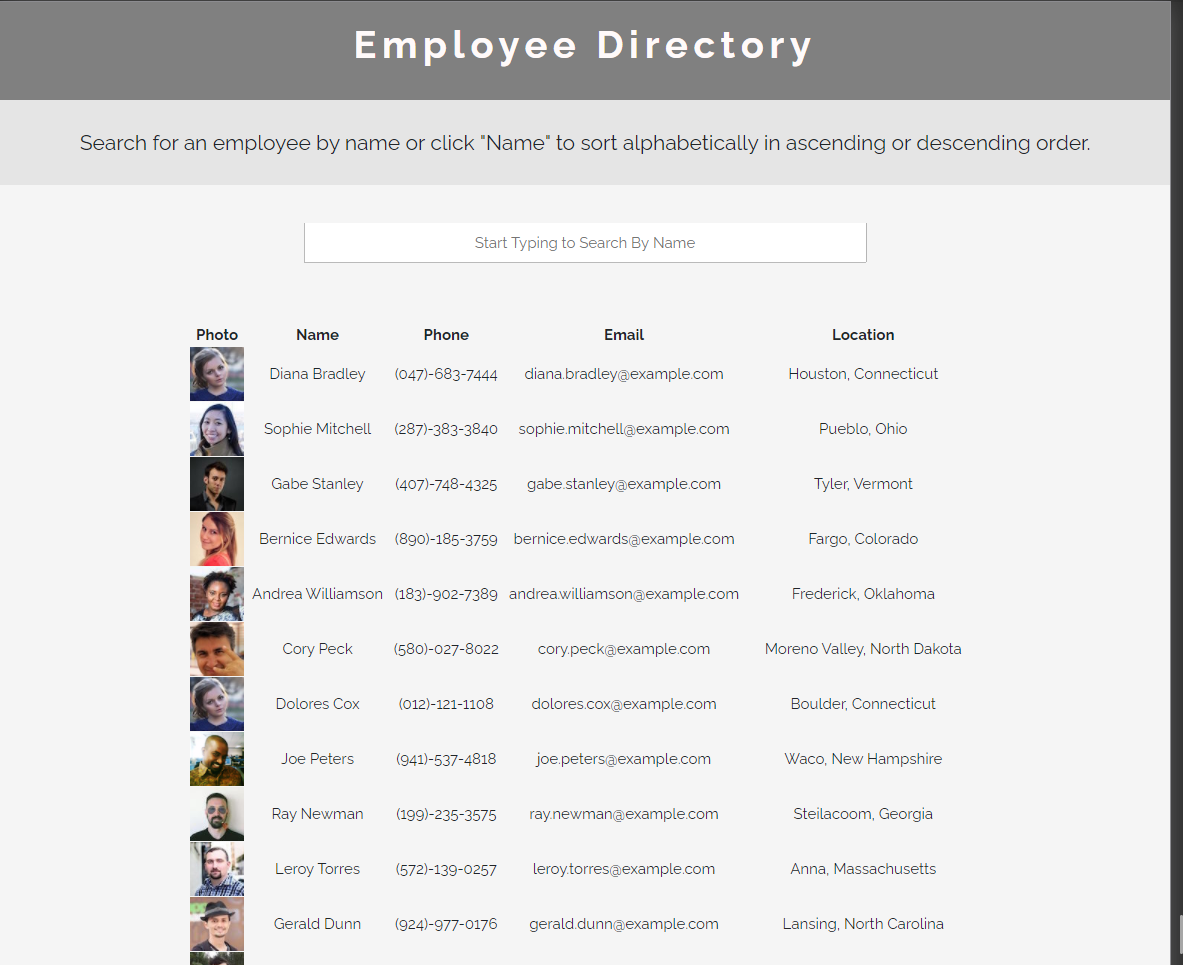 Employee Directory
Search for an employee by name or click "Name" to sort alphabetically in ascending or descending order.
Start Typing to Search By Name
Photo Name Phone Email Location
Diana Bradley (047)-683-7444 diana.bradley@example.com Houston, Connecticut
Sophie Mitchell (287)-383-3840 sophie.mitchell@example.com Pueblo, Ohio
Gabe Stanley (407)-748-4325 gabe.stanley@example.com Tyler, Vermont
Bernice Edwards (890)-185-3759 bernice.edwards@example.com Fargo, Colorado
Andrea Williamson (183)-902-7389 andrea.williamson@example.com Frederick, Oklahoma
Cory Peck (580)-027-8022 cory.peck@example.com Moreno Valley, North Dakota
Dolores Cox (012)-121-1108 dolores.cox@example.com Boulder, Connecticut
Joe Peters (941)-537-4818 joe.peters@example.com Waco, New Hampshire
Ray Newman (199)-235-3575 ray.newman@example.com Steilacoom, Georgia
Leroy Torres (572)-139-0257 leroy.torres@example.com Anna, Massachusetts
Gerald Dunn (924)-977-0176 gerald.dunn@example.com Lansing, North Carolina